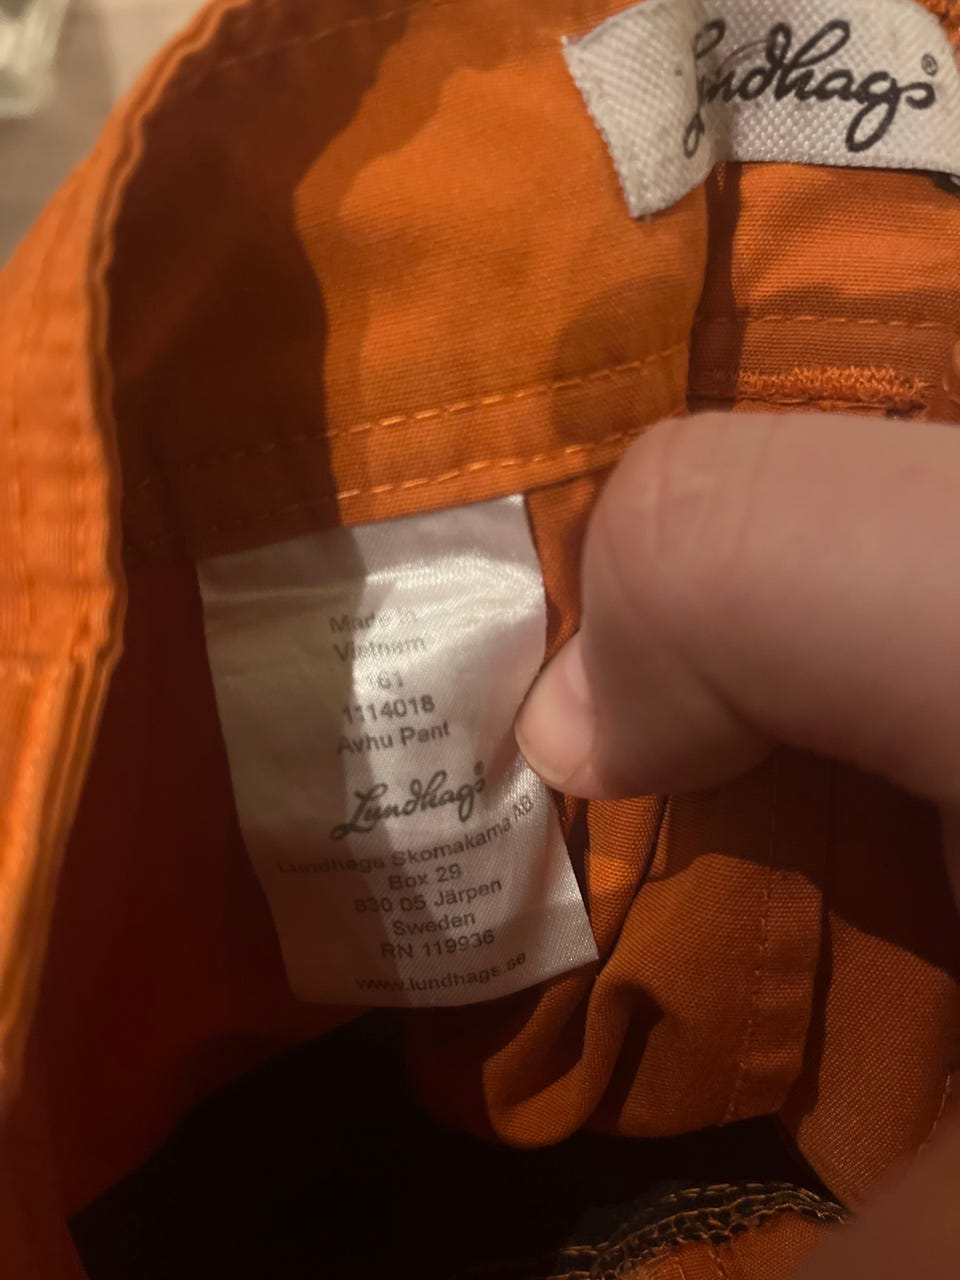 Lundhags®
Made in
Vietnam
161
1114018
Avhu Pant
Lundhags®
Lundhags Skomakarna AB
Box 29
830 05 Järpen
Sweden
RN 119936
www.lundhags.se